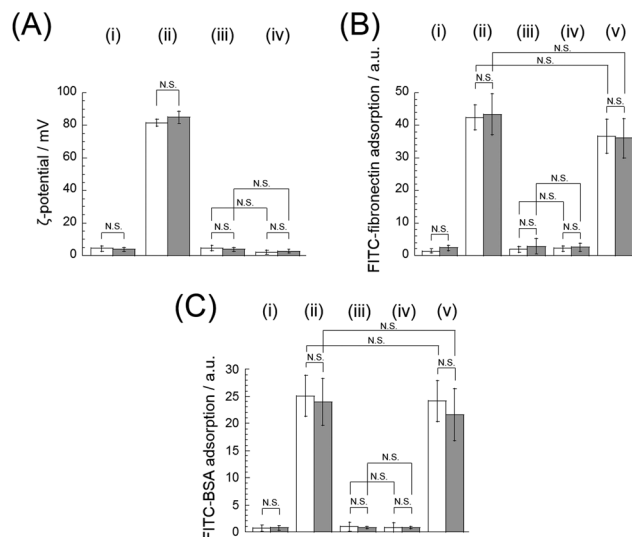 (A)
(i) (ii) (iii) (iv)
ζ-potential / mV
100
80
60
40
20
0
N.S.
N.S.
N.S.
N.S.
N.S.
N.S.
(B)
(i) (ii) (iii) (iv) (v)
FITC-fibronectin adsorption / a.u.
50
40
30
20
10
0
N.S.
N.S.
N.S.
N.S.
N.S.
N.S.
N.S.
N.S.
N.S.
(C)
(i) (ii) (iii) (iv) (v)
FITC-BSA adsorption / a.u.
30
25
20
15
10
5
0
N.S.
N.S.
N.S.
N.S.
N.S.
N.S.
N.S.
N.S.
N.S.